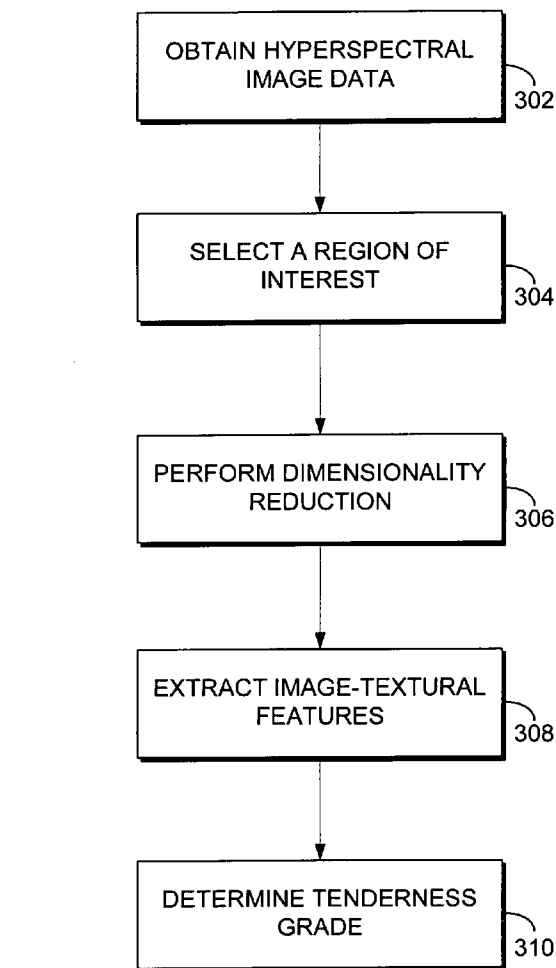 OBTAIN HYPERSPECTRAL
IMAGE DATA
302
SELECT A REGION OF
INTEREST
304
PERFORM DIMENSIONALITY
REDUCTION
306
EXTRACT IMAGE-TEXTURAL
FEATURES
308
DETERMINE TENDERNESS
GRADE
310